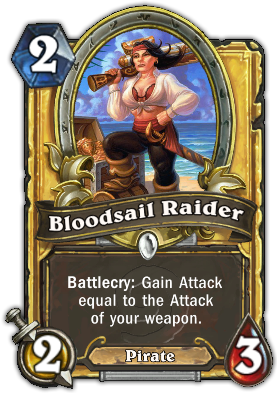 2
Bloodsail Raider
Battlecry: Gain Attack
equal to the Attack
of your weapon.
2
Pirate
3